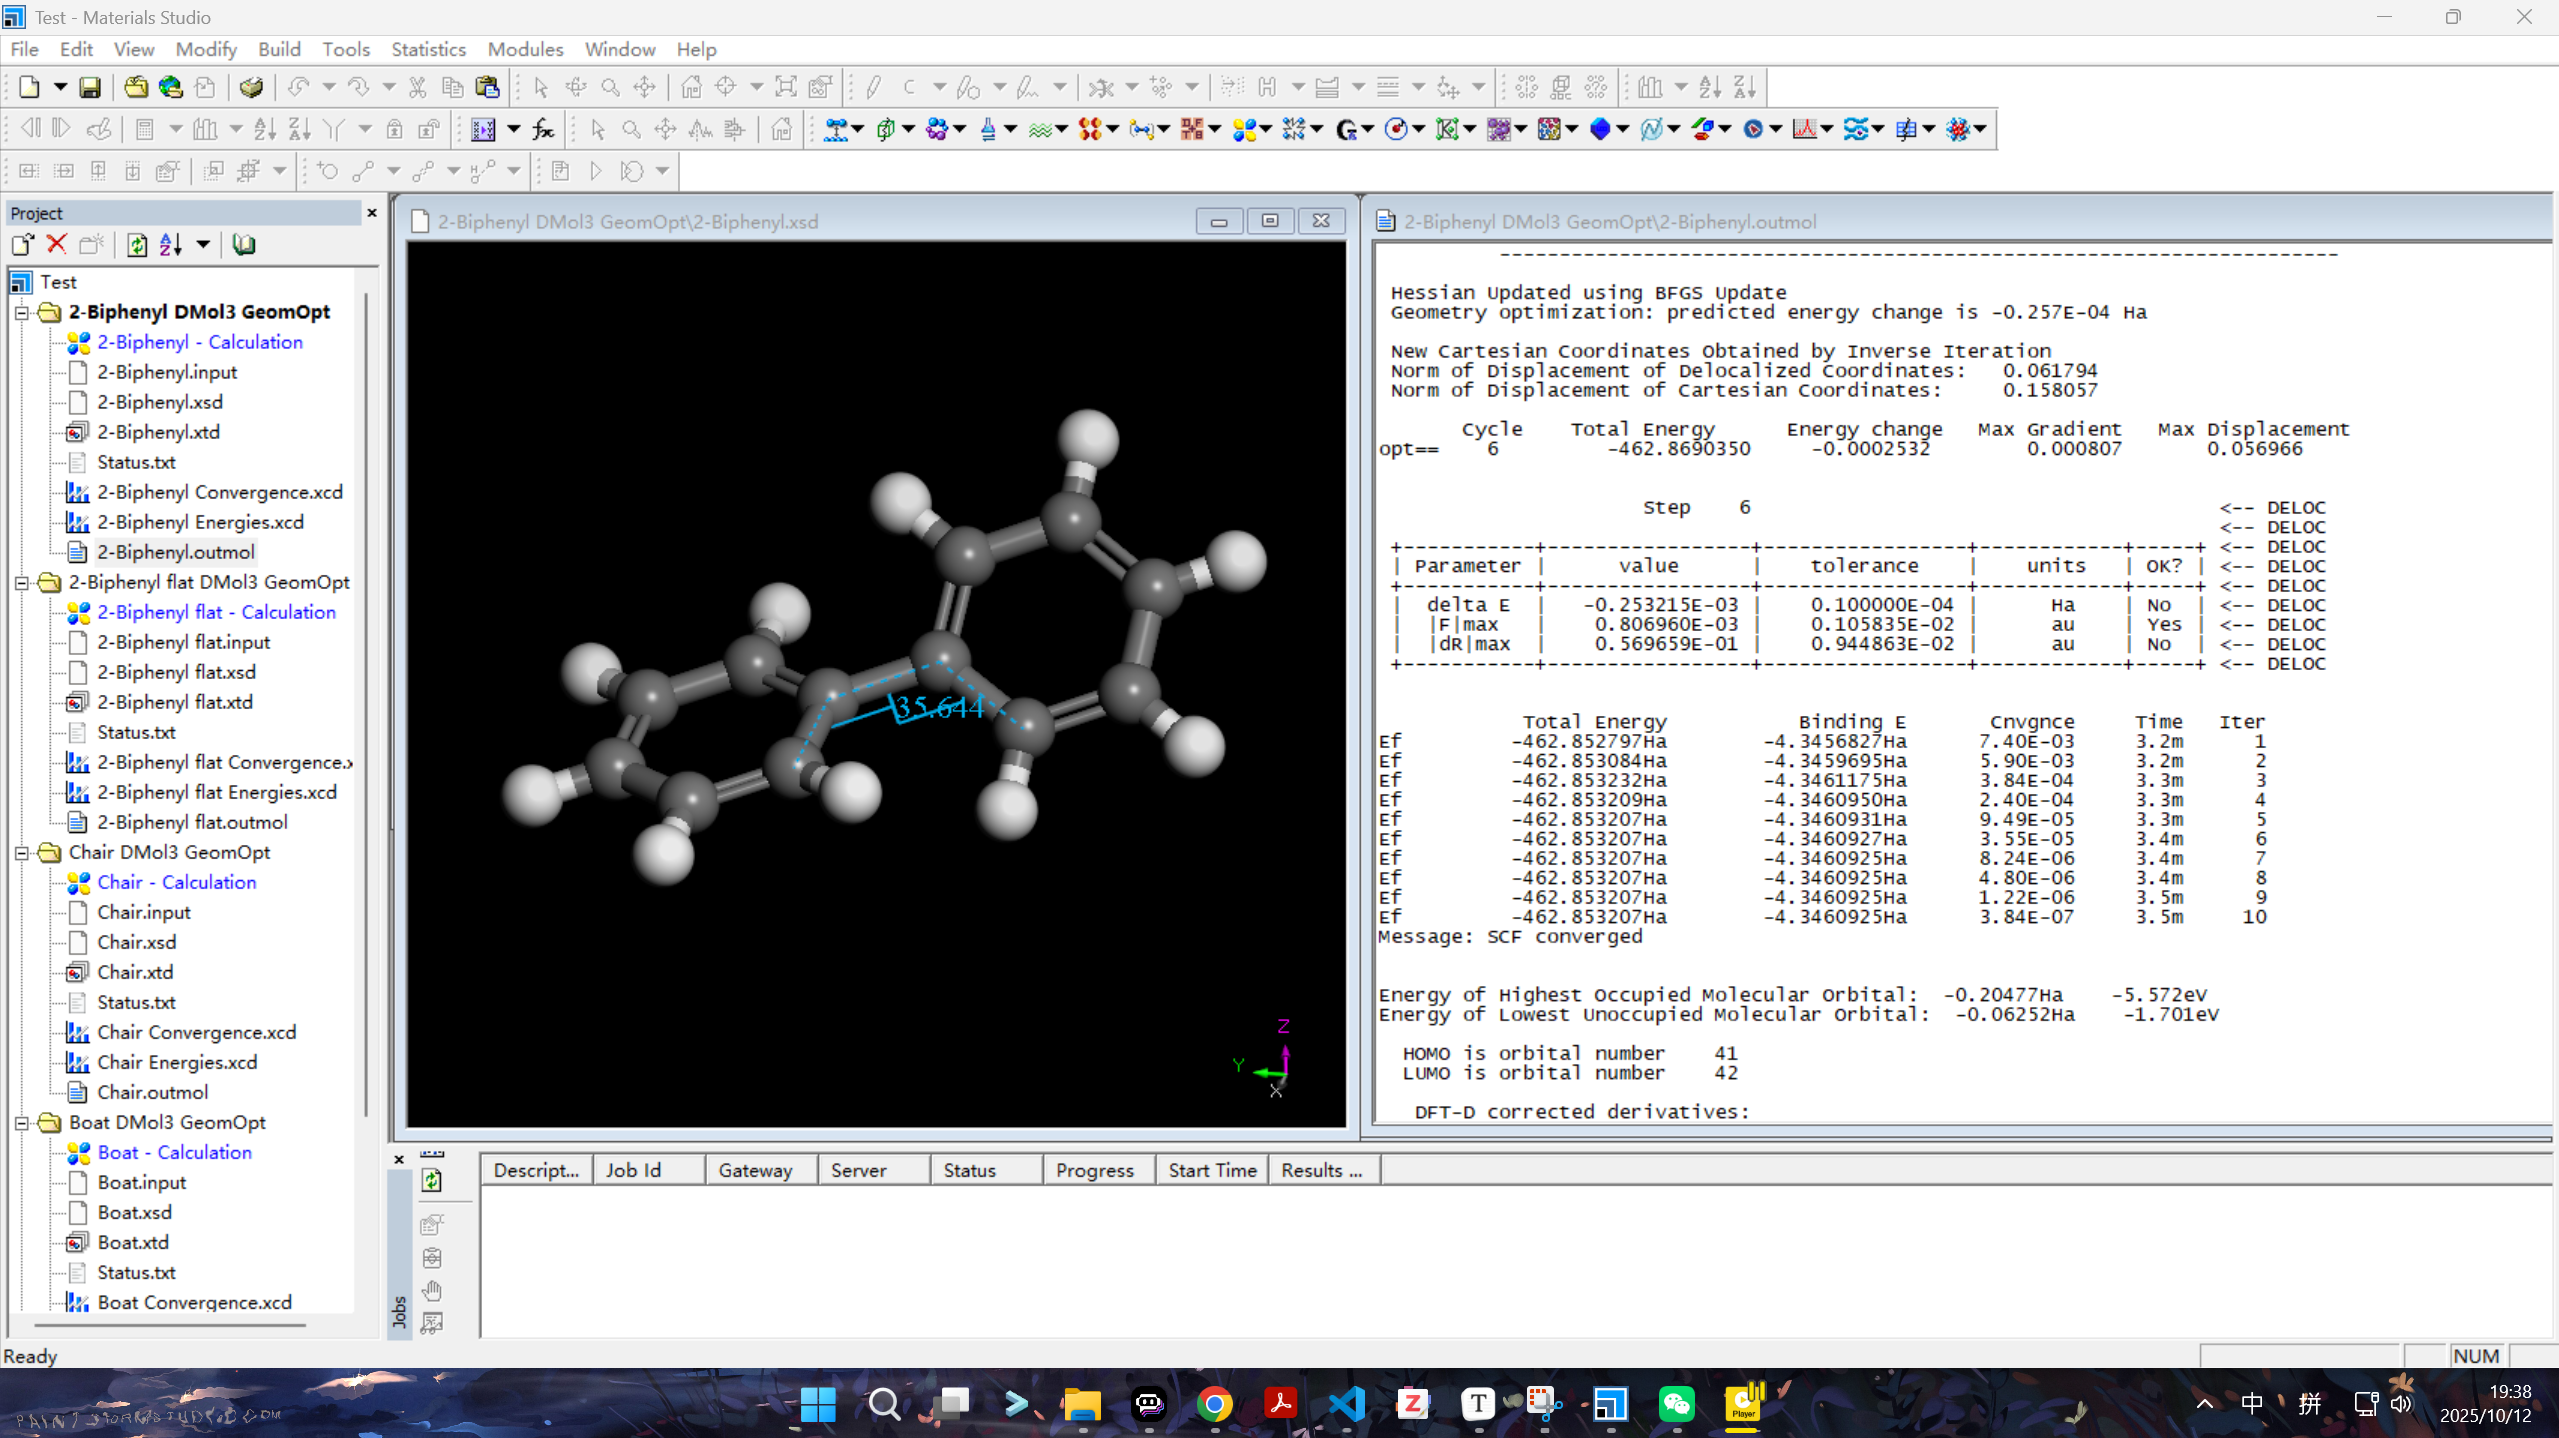 Test - Materials Studio
File Edit View Modify Build Tools Statistics Modules Window Help
Project
Test
2-Biphenyl DMol3 GeomOpt
2-Biphenyl - Calculation
2-Biphenyl.input
2-Biphenyl.xsd
2-Biphenyl.xtd
Status.txt
2-Biphenyl Convergence.xcd
2-Biphenyl Energies.xcd
2-Biphenyl.outmol
2-Biphenyl flat DMol3 GeomOpt
2-Biphenyl flat - Calculation
2-Biphenyl flat.input
2-Biphenyl flat.xsd
2-Biphenyl flat.xtd
Status.txt
2-Biphenyl flat Convergence.x
2-Biphenyl flat Energies.xcd
2-Biphenyl flat.outmol
Chair DMol3 GeomOpt
Chair - Calculation
Chair.input
Chair.xsd
Chair.xtd
Status.txt
Chair Convergence.xcd
Chair Energies.xcd
Chair.outmol
Boat DMol3 GeomOpt
Boat - Calculation
Boat.input
Boat.xsd
Boat.xtd
Status.txt
Boat Convergence.xcd
2-Biphenyl DMol3 GeomOpt\2-Biphenyl.xsd
35.644
Z
Y
X
2-Biphenyl DMol3 GeomOpt\2-Biphenyl.outmol
----------------------------------------------------------------------
Hessian Updated using BFGS Update
Geometry optimization: predicted energy change is -0.257E-04 Ha
New Cartesian Coordinates Obtained by Inverse Iteration
Norm of Displacement of Delocalized Coordinates: 0.061794
Norm of Displacement of Cartesian Coordinates: 0.158057
Cycle Total Energy Energy change Max Gradient Max Displacement
opt== 6 -462.8690350 -0.0002532 0.000807 0.056966
Step 6 <-- DELOC
<-- DELOC
+-----------+-----------------+-----------------+------------+-----+ <-- DELOC
| Parameter | value | tolerance | units | OK? | <-- DELOC
+-----------+-----------------+-----------------+------------+-----+ <-- DELOC
| delta E | -0.253215E-03 | 0.100000E-04 | Ha | No | <-- DELOC
| |F|max | 0.806960E-03 | 0.105835E-02 | au | Yes | <-- DELOC
| |dR|max | 0.569659E-01 | 0.944863E-02 | au | No | <-- DELOC
+-----------+-----------------+-----------------+------------+-----+ <-- DELOC
Total Energy Binding E Cnvgnce Time Iter
Ef -462.852797Ha -4.3456827Ha 7.40E-03 3.2m 1
Ef -462.853084Ha -4.3459695Ha 5.90E-03 3.2m 2
Ef -462.853232Ha -4.3461175Ha 3.84E-04 3.3m 3
Ef -462.853209Ha -4.3460950Ha 2.40E-04 3.3m 4
Ef -462.853207Ha -4.3460931Ha 9.49E-05 3.3m 5
Ef -462.853207Ha -4.3460927Ha 3.55E-05 3.4m 6
Ef -462.853207Ha -4.3460925Ha 8.24E-06 3.4m 7
Ef -462.853207Ha -4.3460925Ha 4.80E-06 3.4m 8
Ef -462.853207Ha -4.3460925Ha 1.22E-06 3.5m 9
Ef -462.853207Ha -4.3460925Ha 3.84E-07 3.5m 10
Message: SCF converged
Energy of Highest Occupied Molecular Orbital: -0.20477Ha -5.572eV
Energy of Lowest Unoccupied Molecular Orbital: -0.06252Ha -1.701eV
HOMO is orbital number 41
LUMO is orbital number 42
DFT-D corrected derivatives:
Jobs
Descript... Job Id Gateway Server Status Progress Start Time Results ...
Ready
NUM
Player
中 拼
19:38
2025/10/12